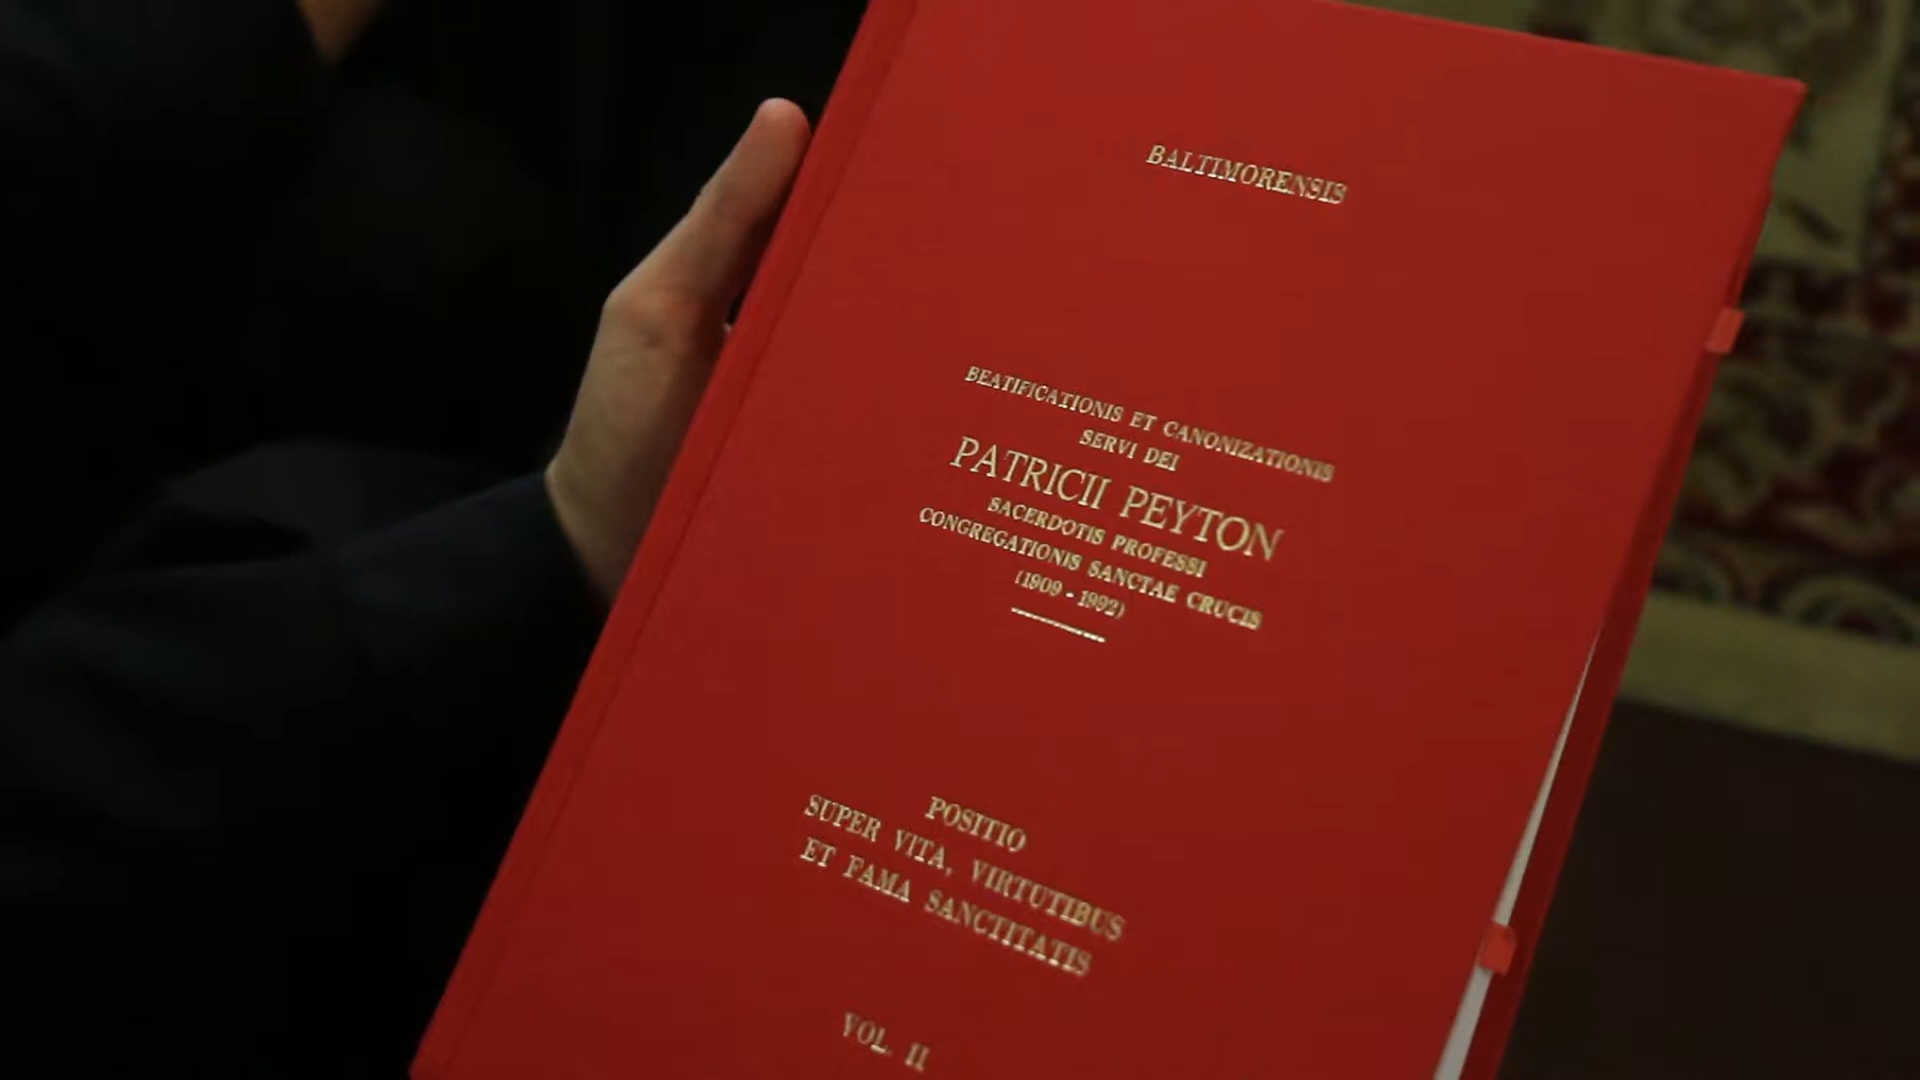 BALTIMORENSIS
BEATIFICATIONIS ET CANONIZATIONIS
SERVI DEI
PATRICII PEYTON
SACERDOTIS PROFESSI
CONGREGATIONIS SANCTAE CRUCIS
(1909 - 1992)
POSITIO
SUPER VITA, VIRTUTIBUS
ET FAMA SANCTITATIS
VOL. II